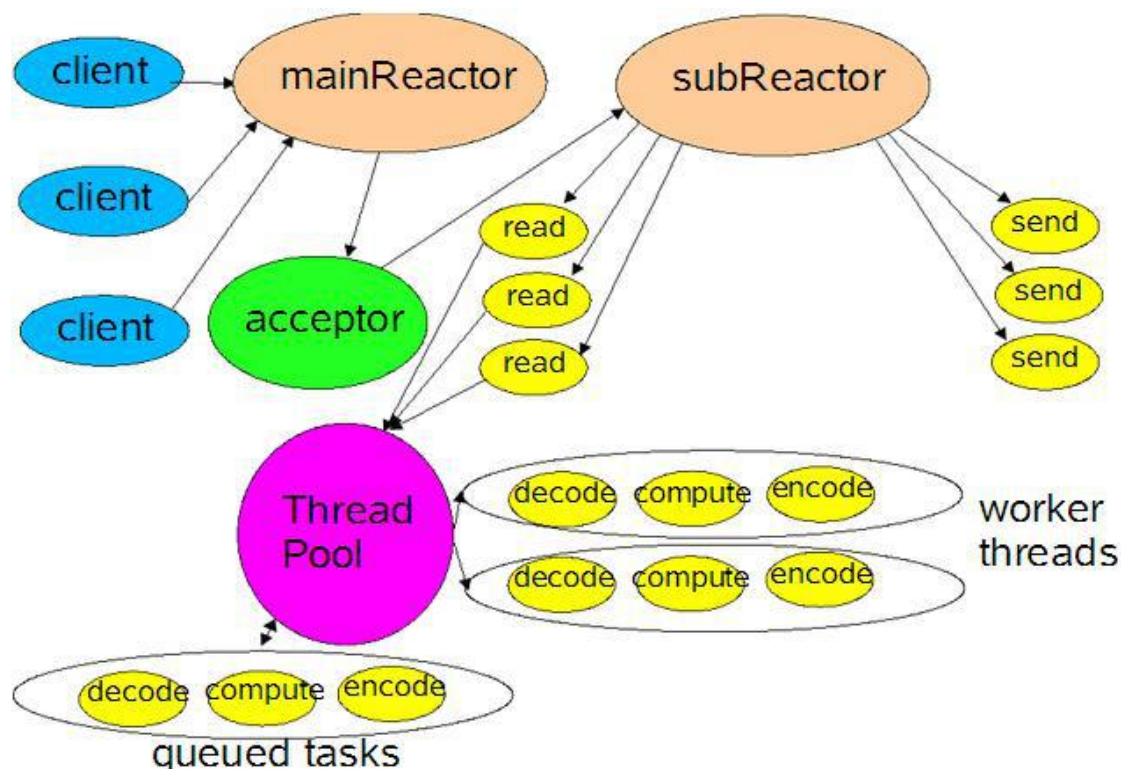 client
mainReactor
subReactor
client
client
acceptor
read
read
read
send
send
send
Thread
Pool
decode
compute
encode
decode
compute
encode
worker
threads
decode
compute
encode
queued tasks